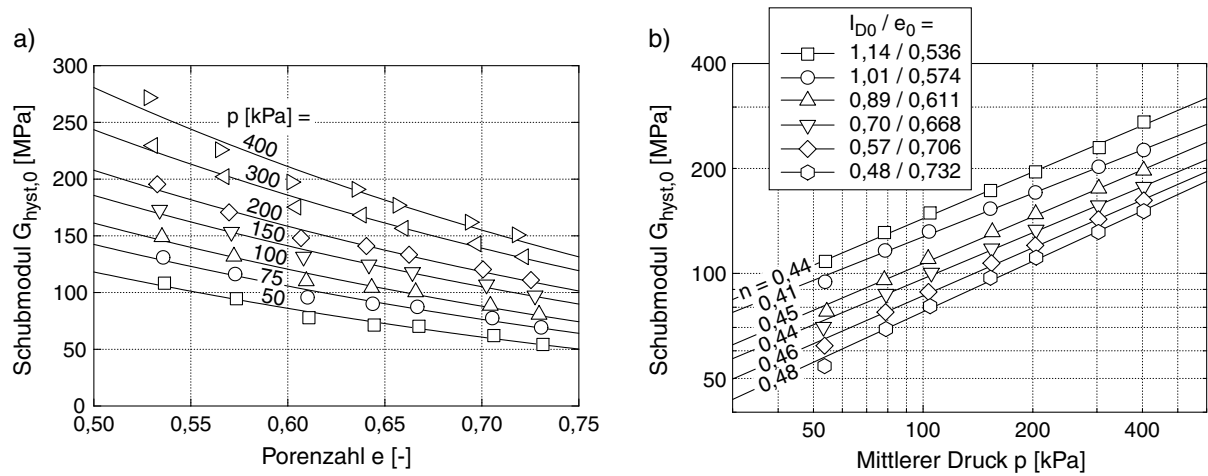 a)
300
250
200
150
100
50
0
Schubmodul G_hyst,0 [MPa]
p [kPa] =
400
300
200
150
100
75
50
0,50 0,55 0,60 0,65 0,70 0,75
Porenzahl e [-]
b)
I_D0 / e_0 =
1,14 / 0,536
1,01 / 0,574
0,89 / 0,611
0,70 / 0,668
0,57 / 0,706
0,48 / 0,732
400
200
100
50
Schubmodul G_hyst,0 [MPa]
n = 0,44
0,41
0,45
0,44
0,46
0,48
50 100 200 400
Mittlerer Druck p [kPa]